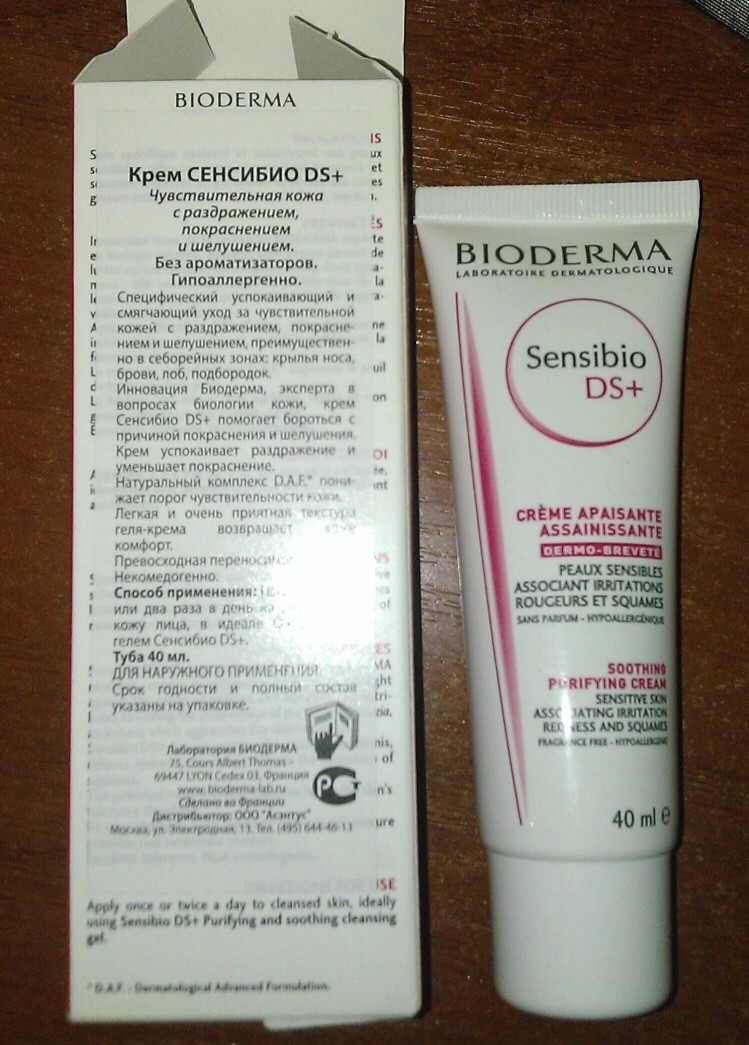 BIODERMA
Крем СЕНСИБИО DS+
Чувствительная кожа
с раздражением,
покраснением
и шелушением.
Без ароматизаторов.
Гипоаллергенно.
Специфический успокаивающий и
смягчающий уход за чувствительной
кожей с раздражением, покрасне-
нием и шелушением, преимуществен-
но в себорейных зонах: крылья носа,
брови, лоб, подбородок.
Инновация Биодерма, эксперта в
вопросах биологии кожи, крем
Сенсибио DS+ помогает бороться с
причиной покраснения и шелушения.
Крем успокаивает раздражение и
уменьшает покраснение.
Натуральный комплекс D.A.F.* пони-
жает порог чувствительности кожи.
Легкая и очень приятная текстура
геля-крема возвращает коже
комфорт.
Превосходная
Некомедогенно.
Способ применения:
или два раза в день на
кожу лица, в идеале
гелем Сенсибио DS+.
Туба 40 мл.
ДЛЯ НАРУЖНОГО ПРИМЕНЕНИЯ.
Срок годности и полный состав
указаны на упаковке.
Лаборатория БИОДЕРМА
75, Cours Albert Thomas –
69447 LYON Cedex 03, Франция
www.bioderma-lab.ru
Сделано во Франции
Дистрибьютор: ООО "Асантус"
Москва, ул. Электродная, 13. Тел. (495) 644-46-13
РС
USE
Apply once or twice a day to cleansed skin, ideally
using Sensibio DS+ Purifying and soothing cleansing
gel.
* D.A.F. : Dermatological Advanced Formulation.
BIODERMA
LABORATOIRE DERMATOLOGIQUE
Sensibio
DS+
CRÈME APAISANTE
ASSAINISSANTE
DERMO-BREVETÉ
PEAUX SENSIBLES
ASSOCIANT IRRITATIONS
ROUGEURS ET SQUAMES
SANS PARFUM - HYPOALLERGÉNIQUE
SOOTHING
PURIFYING CREAM
SENSITIVE SKIN
ASSOCIATING IRRITATION
REDNESS AND SQUAMES
FRAGRANCE FREE - HYPOALLERGENIC
40 ml e